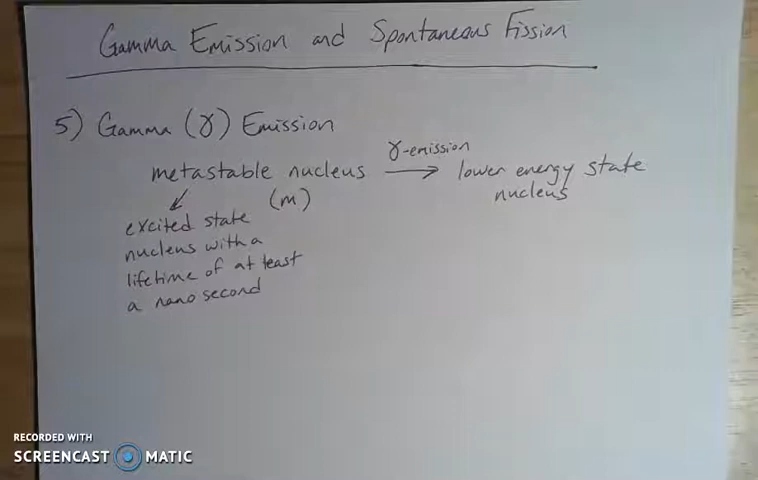 Gamma Emission and Spontaneous Fission
5) Gamma (γ) Emission
γ-emission
metastable nucleus → lower energy state
nucleus
(m)
excited state
nucleus with a
lifetime of at least
a nano second
RECORDED WITH
SCREENCAST MATIC